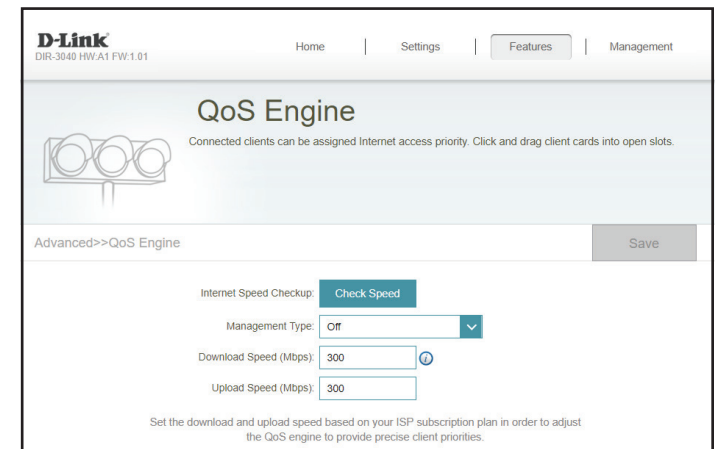 D-Link
DIR-3040 HW:A1 FW:1.01
Home | Settings | Features | Management
QoS Engine
Connected clients can be assigned Internet access priority. Click and drag client cards into open slots.
Advanced>>QoS Engine
Save
Internet Speed Checkup: Check Speed
Management Type: Off
Download Speed (Mbps): 300 i
Upload Speed (Mbps): 300
Set the download and upload speed based on your ISP subscription plan in order to adjust
the QoS engine to provide precise client priorities.